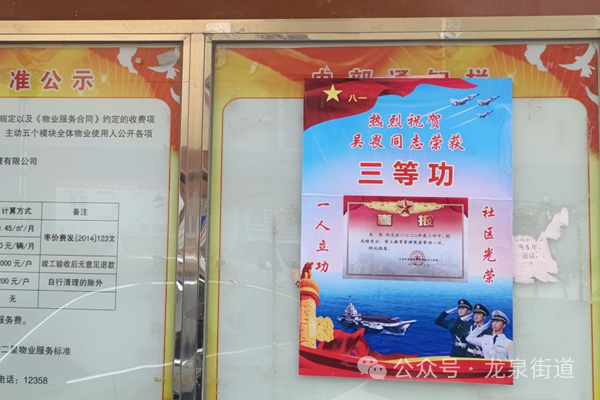 准公示
规定以及《物业服务合同》约定的收费项
主动五个模块全体物业使用人公开各项
理有限公司
计算方式 备注
0.45/㎡/月 枣价费发[2014]123文
0元/辆/月
000元/户 竣工验收后无意见退款
200元/户 自行清理的除外
无
务费。
二星物业服务标准
电话：12358
八一
热烈祝贺
吴畏同志荣获
三等功
喜报
一人立功
社区光荣
公众号·龙泉街道